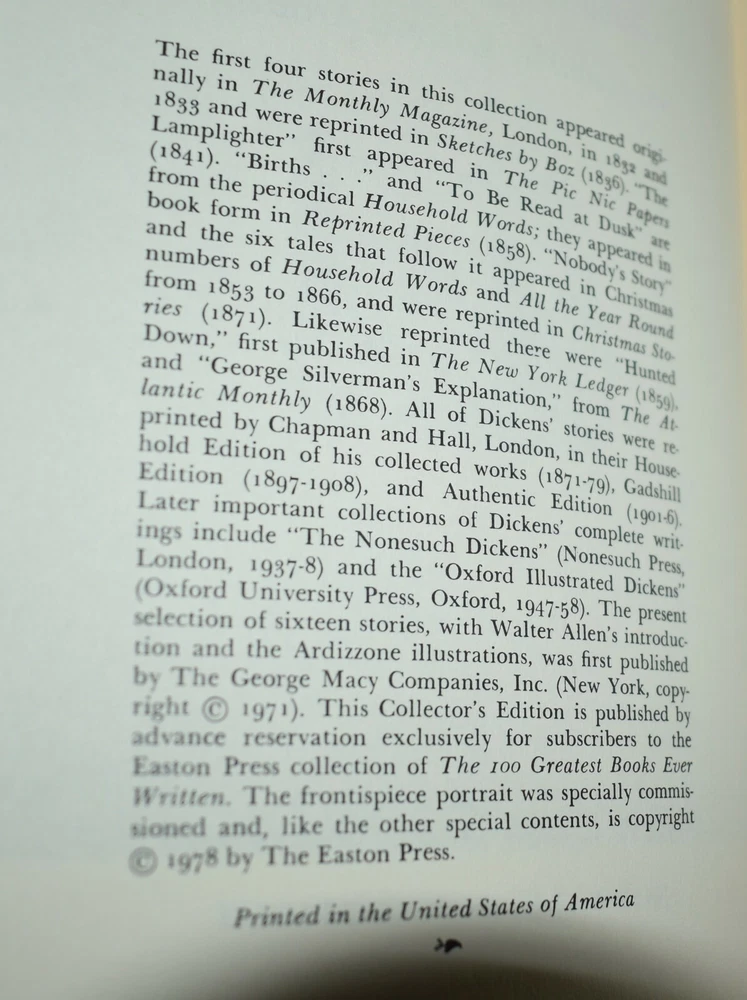 The first four stories in this collection appeared origi-
nally in The Monthly Magazine, London, in 1832 and
1833 and were reprinted in Sketches by Boz (1836). "The
Lamplighter" first appeared in The Pic Nic Papers
(1841). "Births . . ." and "To Be Read at Dusk" are
from the periodical Household Words; they appeared in
book form in Reprinted Pieces (1858). "Nobody's Story"
and the six tales that follow it appeared in Christmas
numbers of Household Words and All the Year Round
from 1853 to 1866, and were reprinted in Christmas Sto-
ries (1871). Likewise reprinted there were "Hunted
Down," first published in The New York Ledger (1859),
and "George Silverman's Explanation," from The At-
lantic Monthly (1868). All of Dickens' stories were re-
printed by Chapman and Hall, London, in their House-
hold Edition of his collected works (1871-79), Gadshill
Edition (1897-1908), and Authentic Edition (1901-6).
Later important collections of Dickens' complete writ-
ings include "The Nonesuch Dickens" (Nonesuch Press,
London, 1937-8) and the "Oxford Illustrated Dickens"
(Oxford University Press, Oxford, 1947-58). The present
selection of sixteen stories, with Walter Allen's introduc-
tion and the Ardizzone illustrations, was first published
by The George Macy Companies, Inc. (New York, copy-
right © 1971). This Collector's Edition is published by
advance reservation exclusively for subscribers to the
Easton Press collection of The 100 Greatest Books Ever
Written. The frontispiece portrait was specially commis-
sioned and, like the other special contents, is copyright
© 1978 by The Easton Press.
Printed in the United States of America